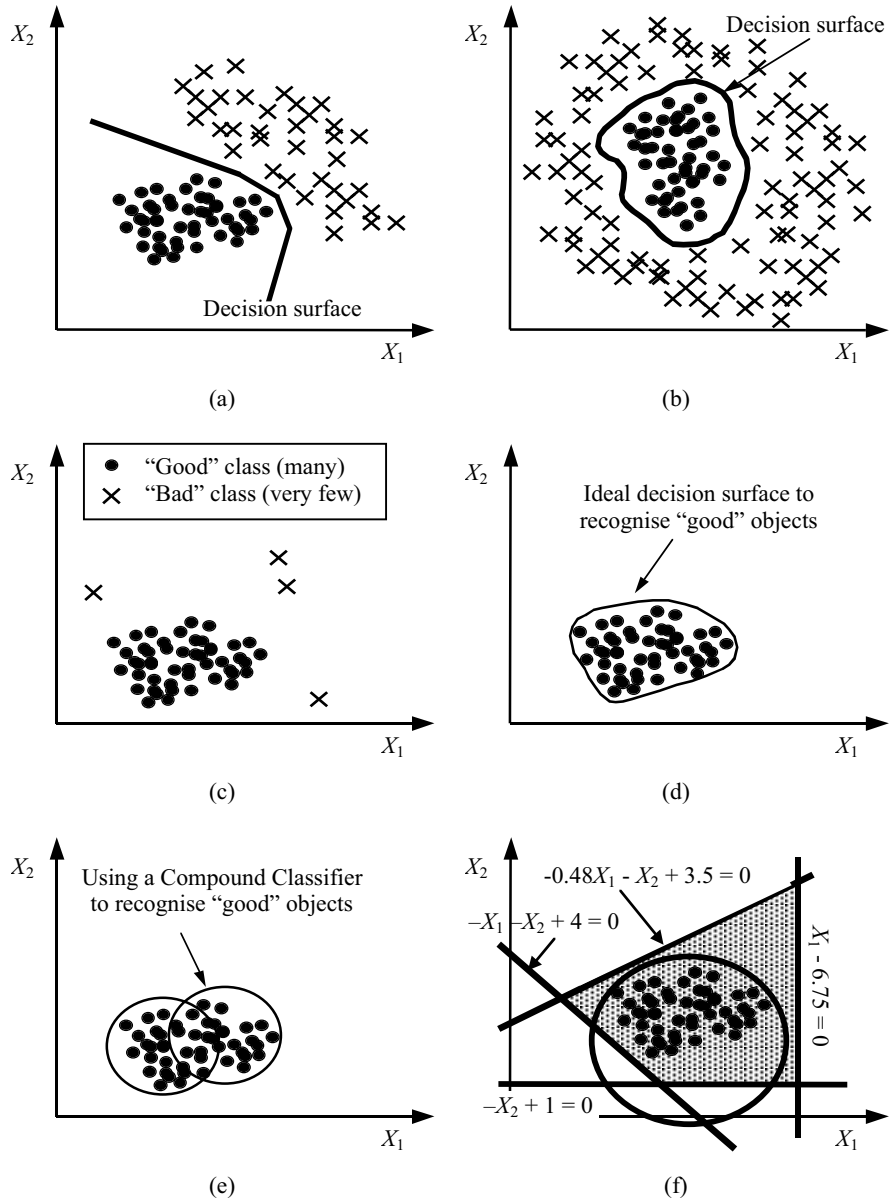 X2
Decision surface
X1
(a)
X2
Decision surface
X1
(b)
X2
“Good” class (many)
“Bad” class (very few)
X1
(c)
X2
Ideal decision surface to
recognise “good” objects
X1
(d)
X2
Using a Compound Classifier
to recognise “good” objects
X1
(e)
X2
-0.48X1 - X2 + 3.5 = 0
–X1 –X2 + 4 = 0
X1 - 6.75 = 0
–X2 + 1 = 0
X1
(f)